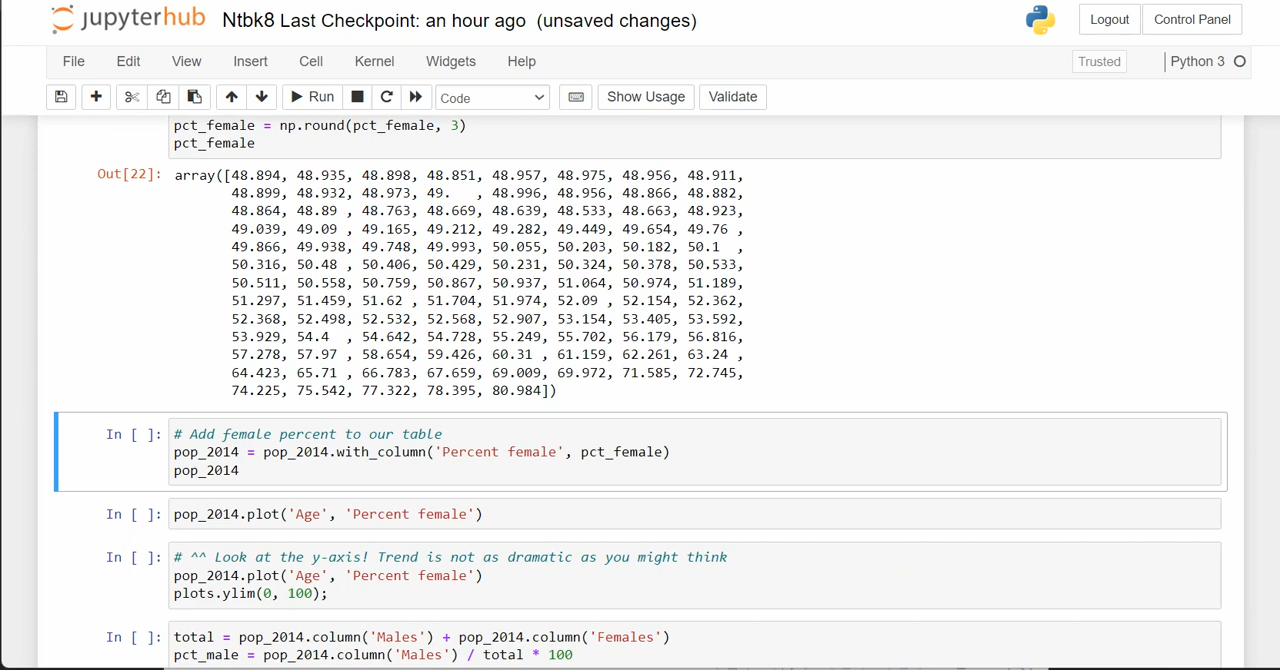 jupyterhub Ntbk8 Last Checkpoint: an hour ago (unsaved changes) Logout Control Panel
File Edit View Insert Cell Kernel Widgets Help Trusted Python 3
Run Code Show Usage Validate
pct_female = np.round(pct_female, 3)
pct_female
Out[22]: array([48.894, 48.935, 48.898, 48.851, 48.957, 48.975, 48.956, 48.911,
48.899, 48.932, 48.973, 49.   , 48.996, 48.956, 48.866, 48.882,
48.864, 48.89 , 48.763, 48.669, 48.639, 48.533, 48.663, 48.923,
49.039, 49.09 , 49.165, 49.212, 49.282, 49.449, 49.654, 49.76 ,
49.866, 49.938, 49.748, 49.993, 50.055, 50.203, 50.182, 50.1  ,
50.316, 50.48 , 50.406, 50.429, 50.231, 50.324, 50.378, 50.533,
50.511, 50.558, 50.759, 50.867, 50.937, 51.064, 50.974, 51.189,
51.297, 51.459, 51.62 , 51.704, 51.974, 52.09 , 52.154, 52.362,
52.368, 52.498, 52.532, 52.568, 52.907, 53.154, 53.405, 53.592,
53.929, 54.4  , 54.642, 54.728, 55.249, 55.702, 56.179, 56.816,
57.278, 57.97 , 58.654, 59.426, 60.31 , 61.159, 62.261, 63.24 ,
64.423, 65.71 , 66.783, 67.659, 69.009, 69.972, 71.585, 72.745,
74.225, 75.542, 77.322, 78.395, 80.984])
In [ ]: # Add female percent to our table
pop_2014 = pop_2014.with_column('Percent female', pct_female)
pop_2014
In [ ]: pop_2014.plot('Age', 'Percent female')
In [ ]: # ^^ Look at the y-axis! Trend is not as dramatic as you might think
pop_2014.plot('Age', 'Percent female')
plots.ylim(0, 100);
In [ ]: total = pop_2014.column('Males') + pop_2014.column('Females')
pct_male = pop_2014.column('Males') / total * 100